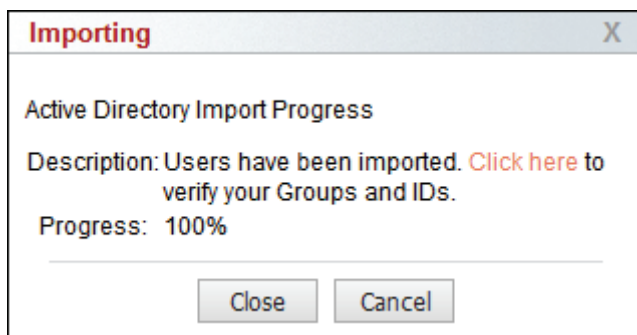 Importing X
Active Directory Import Progress
Description: Users have been imported. Click here to
verify your Groups and IDs.
Progress: 100%
Close Cancel